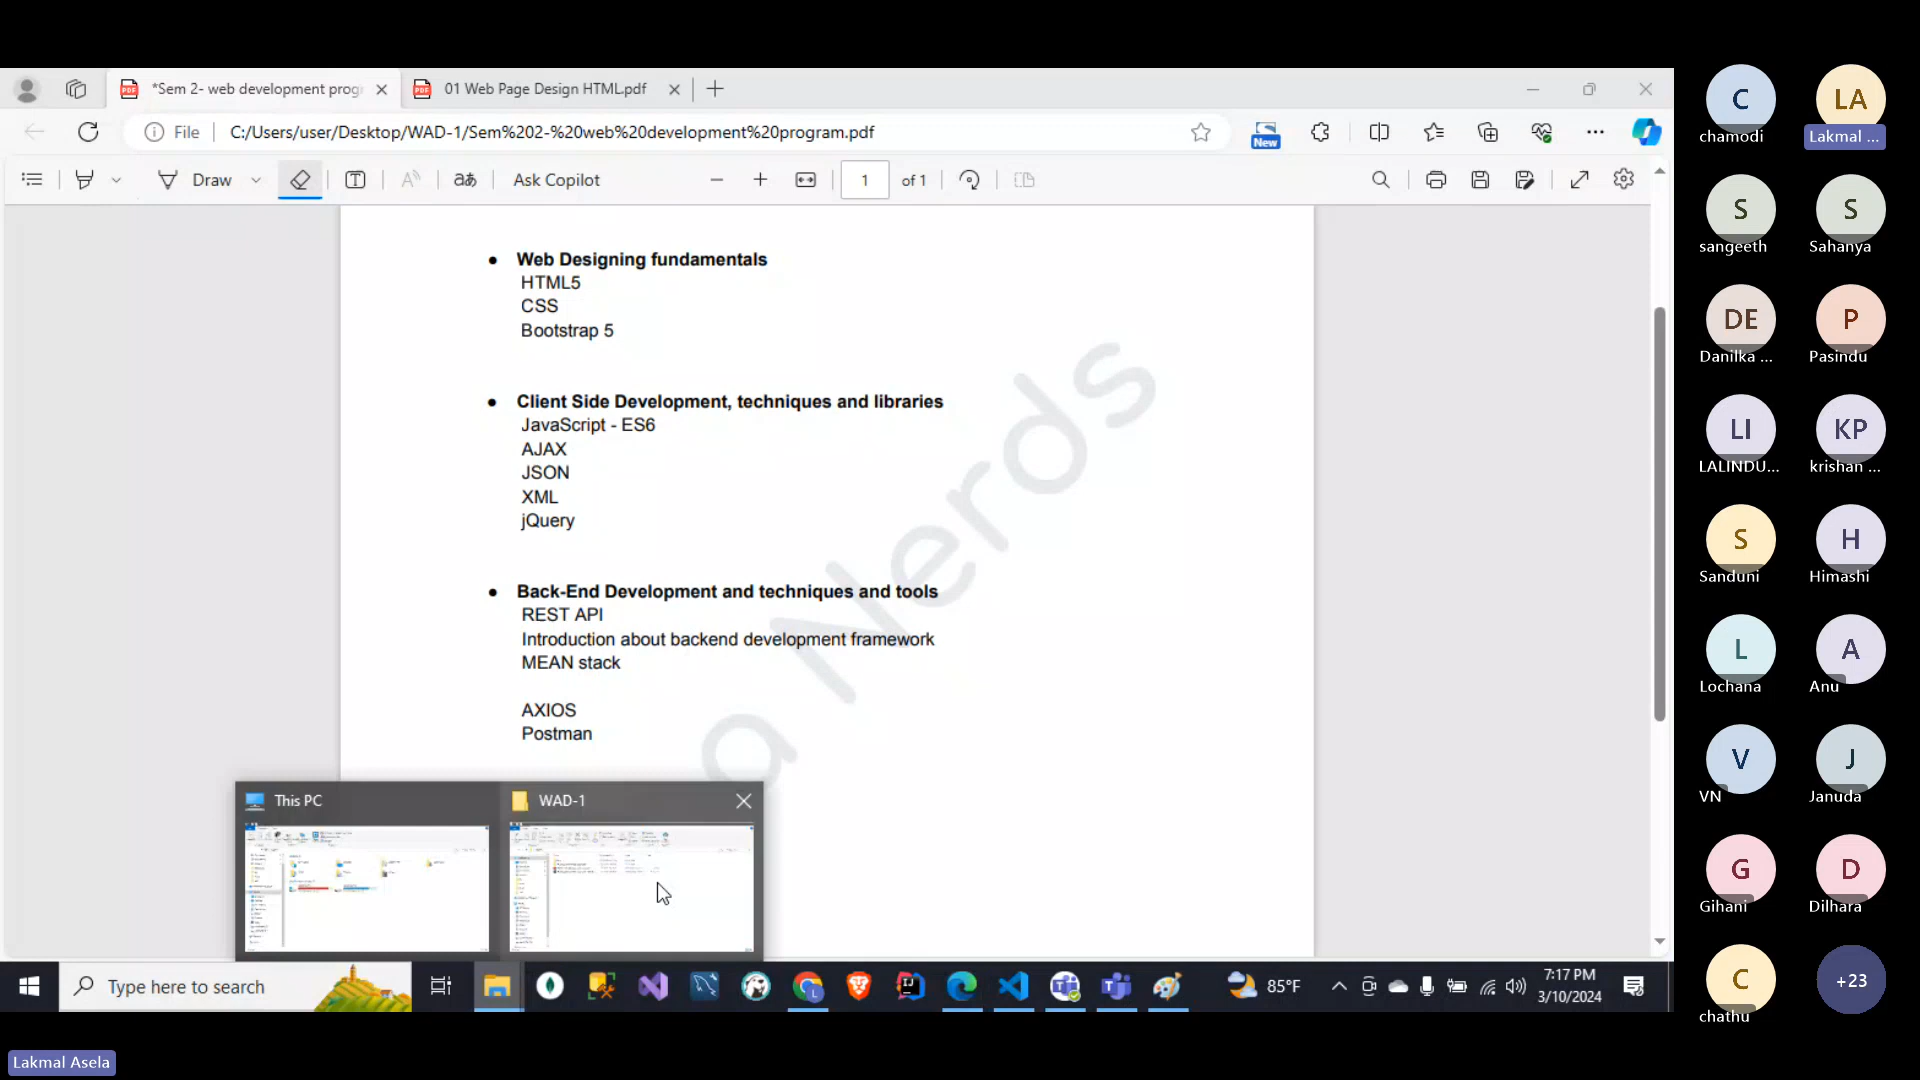 *Sem 2- web development prog
01 Web Page Design HTML.pdf
File
C:/Users/user/Desktop/WAD-1/Sem%202-%20web%20development%20program.pdf
New
Draw
Ask Copilot
1
of 1
Web Designing fundamentals
HTML5
CSS
Bootstrap 5
Client Side Development, techniques and libraries
JavaScript - ES6
AJAX
JSON
XML
jQuery
Back-End Development and techniques and tools
REST API
Introduction about backend development framework
MEAN stack
AXIOS
Postman
a Nerds
This PC
WAD-1
Type here to search
85°F
7:17 PM
3/10/2024
Lakmal Asela
C
chamodi
LA
Lakmal ...
S
sangeeth
S
Sahanya
DE
Danilka ...
P
Pasindu
LI
LALINDU...
KP
krishan ...
S
Sanduni
H
Himashi
L
Lochana
A
Anu
V
VN
J
Januda
G
Gihani
D
Dilhara
C
chathu
+23